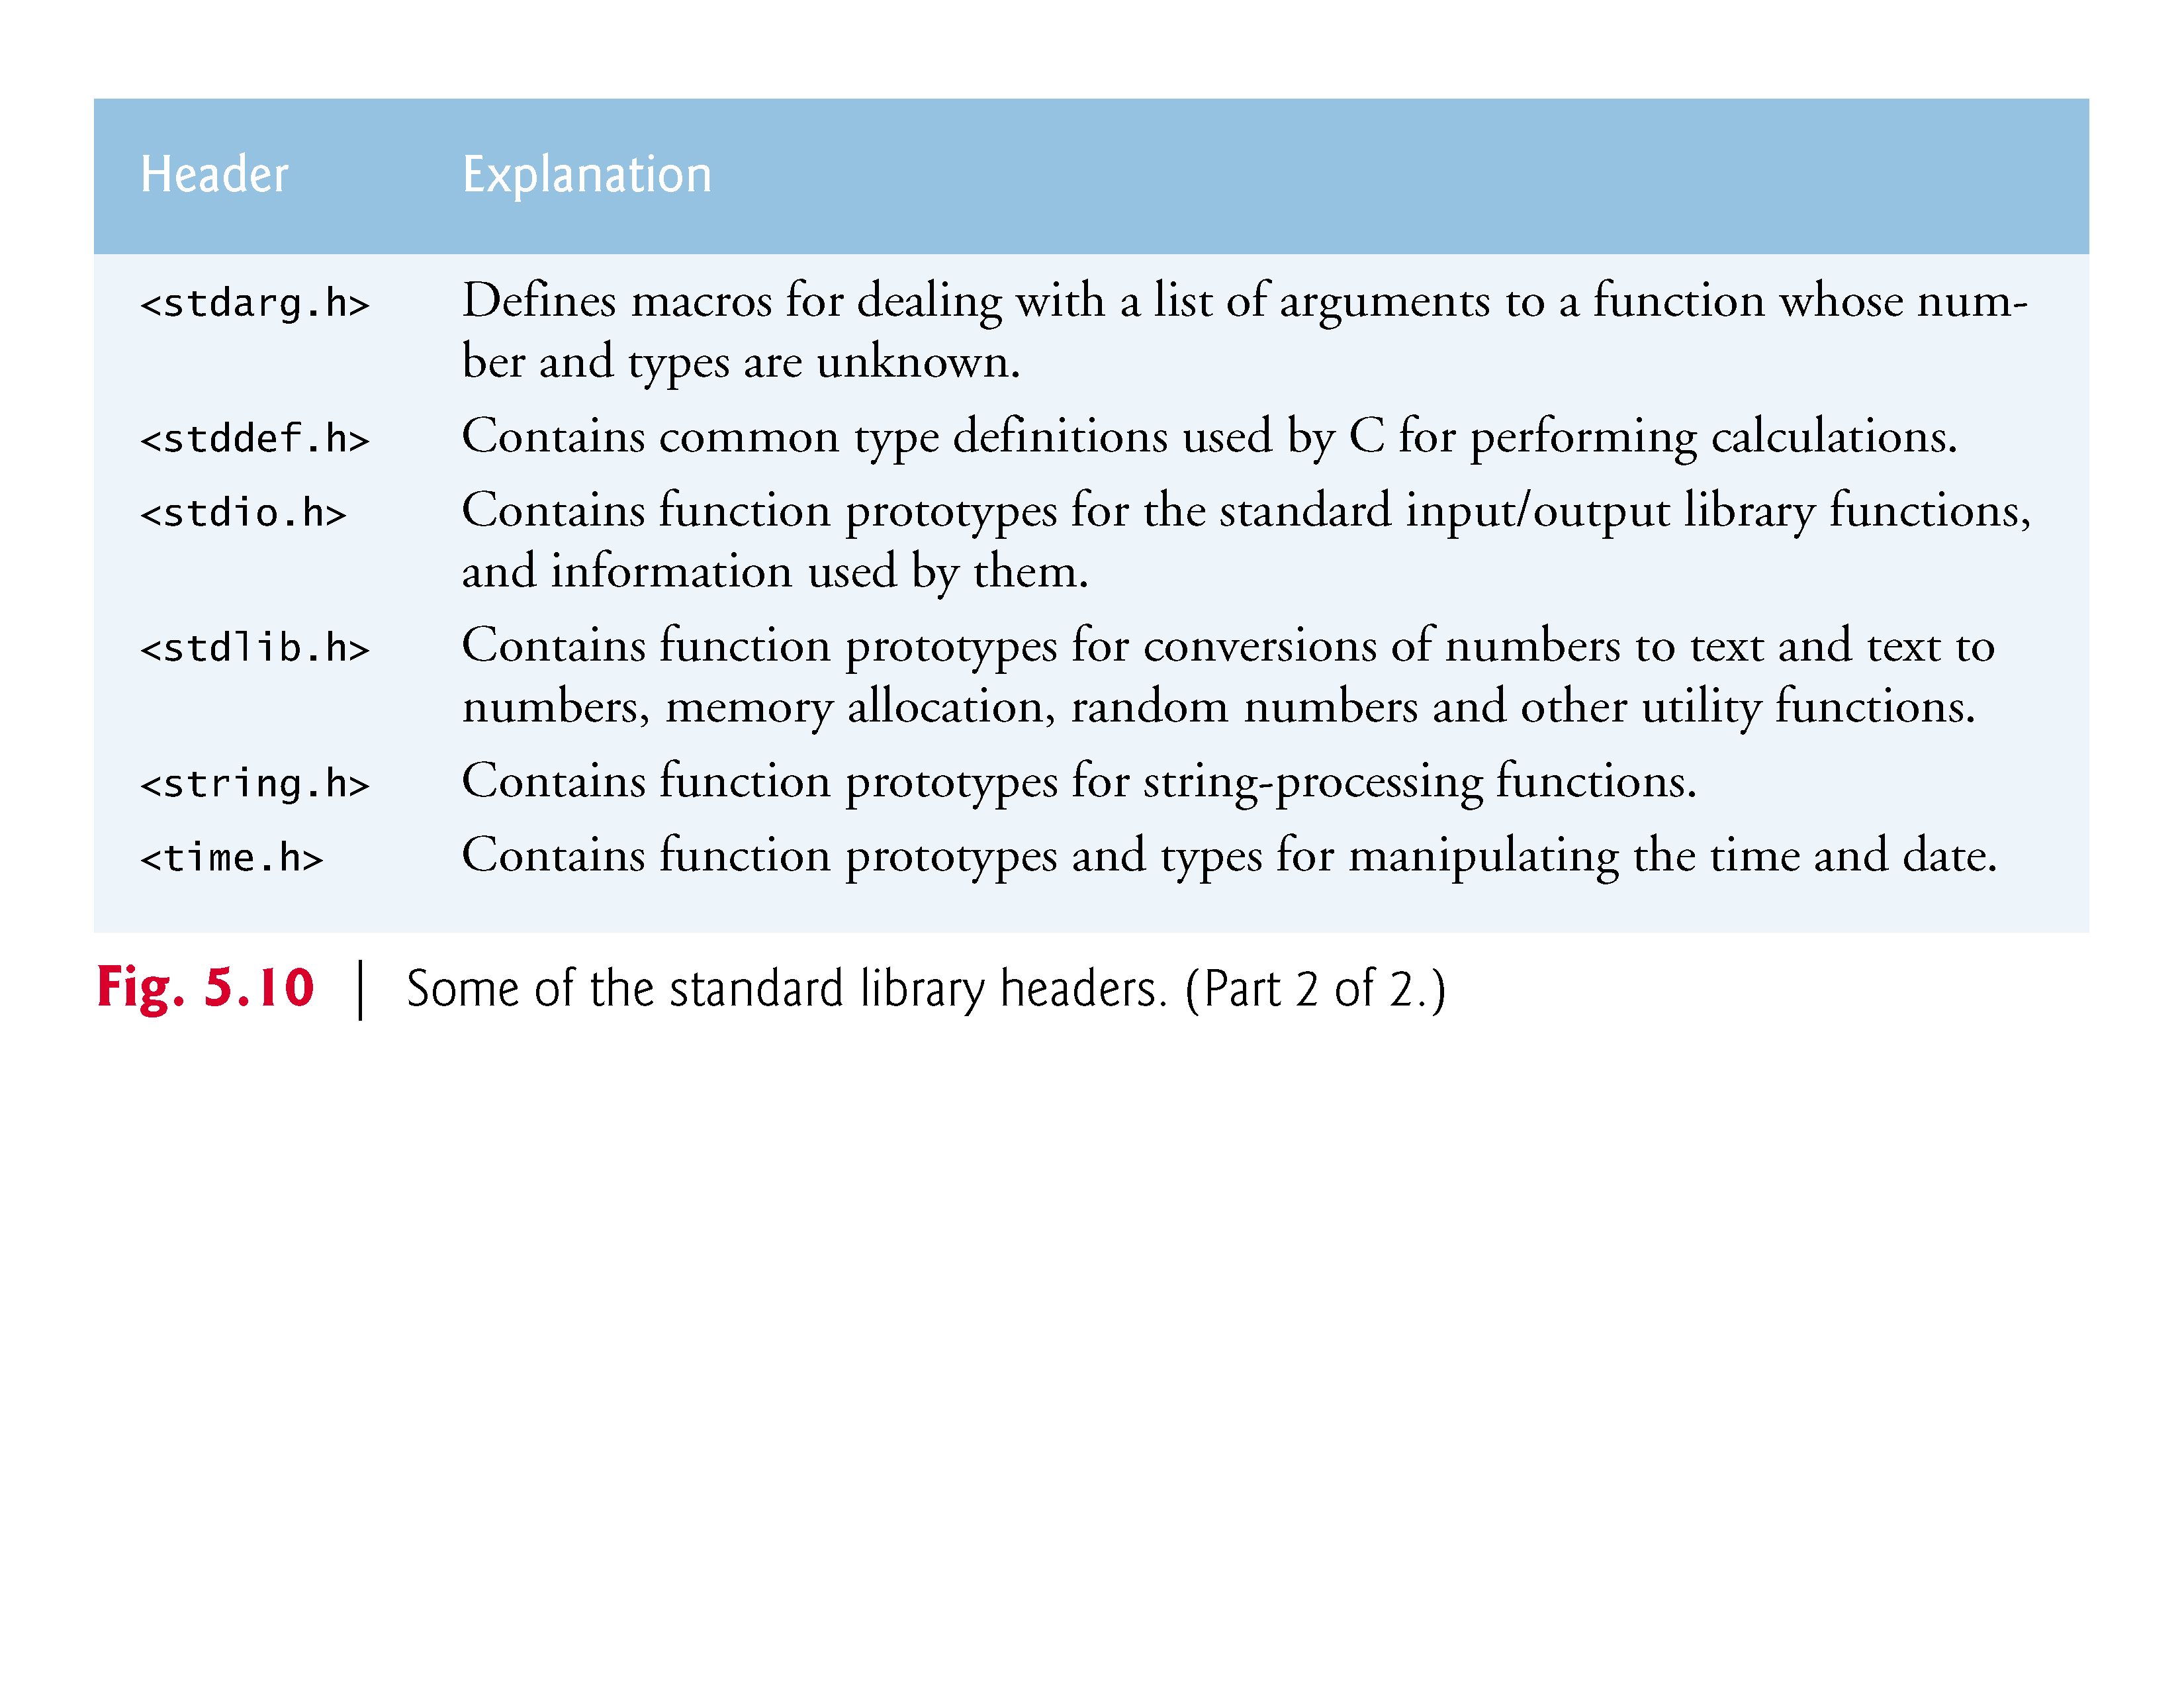 Header Explanation
<stdarg.h> Defines macros for dealing with a list of arguments to a function whose num-
ber and types are unknown.
<stddef.h> Contains common type definitions used by C for performing calculations.
<stdio.h> Contains function prototypes for the standard input/output library functions,
and information used by them.
<stdlib.h> Contains function prototypes for conversions of numbers to text and text to
numbers, memory allocation, random numbers and other utility functions.
<string.h> Contains function prototypes for string-processing functions.
<time.h> Contains function prototypes and types for manipulating the time and date.
Fig. 5.10 | Some of the standard library headers. (Part 2 of 2.)